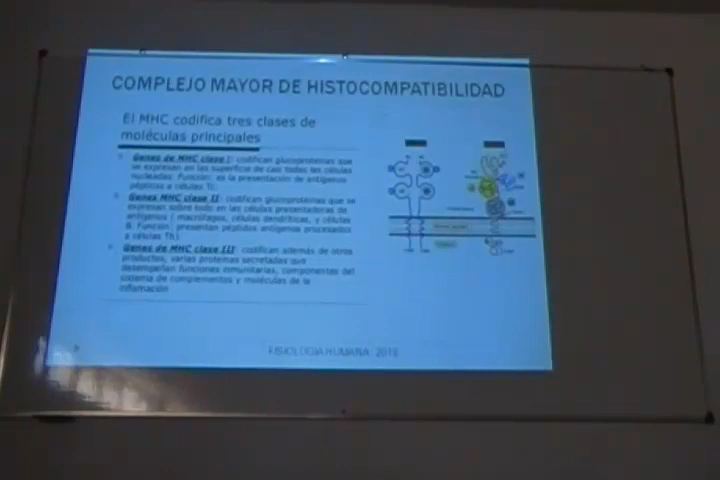 COMPLEJO MAYOR DE HISTOCOMPATIBILIDAD
El MHC codifica tres clases de
moléculas principales
Genes de MHC clase I: codifican glucoproteínas que
se expresan en las superficie de casi todas las células
nucleadas. Función: es la presentación de antígenos
péptidos a células TC
Genes MHC clase II: codifican glucoproteínas que se
expresan sobre todo en las células presentadoras de
antígenos ( macrófagos, células dendríticas, y células
B. Función: presentan péptidos antígenos procesados
a células Th)
Genes de MHC clase III: codifican además de otros
productos, varias proteínas secretadas que
desempeñan funciones inmunitarias, componentes del
sistema de complementos y moléculas de la
inflamación
FISIOLOGIA HUMANA